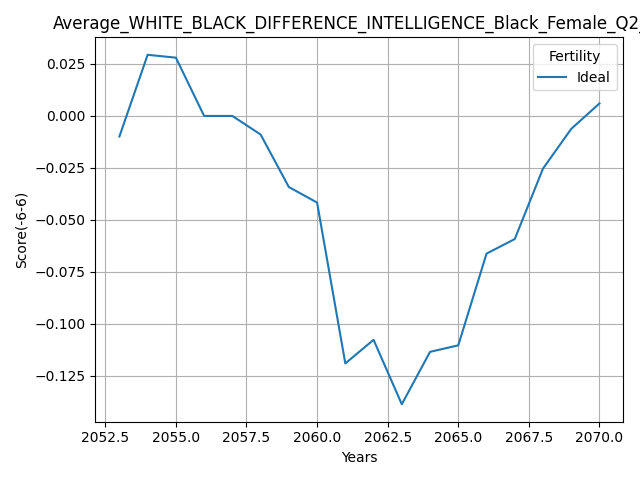 Average_WHITE_BLACK_DIFFERENCE_INTELLIGENCE_Black_Female_Q2_
Fertility
Ideal
0.025
0.000
−0.025
−0.050
−0.075
−0.100
−0.125
Score(-6-6)
2052.5 2055.0 2057.5 2060.0 2062.5 2065.0 2067.5 2070.0
Years